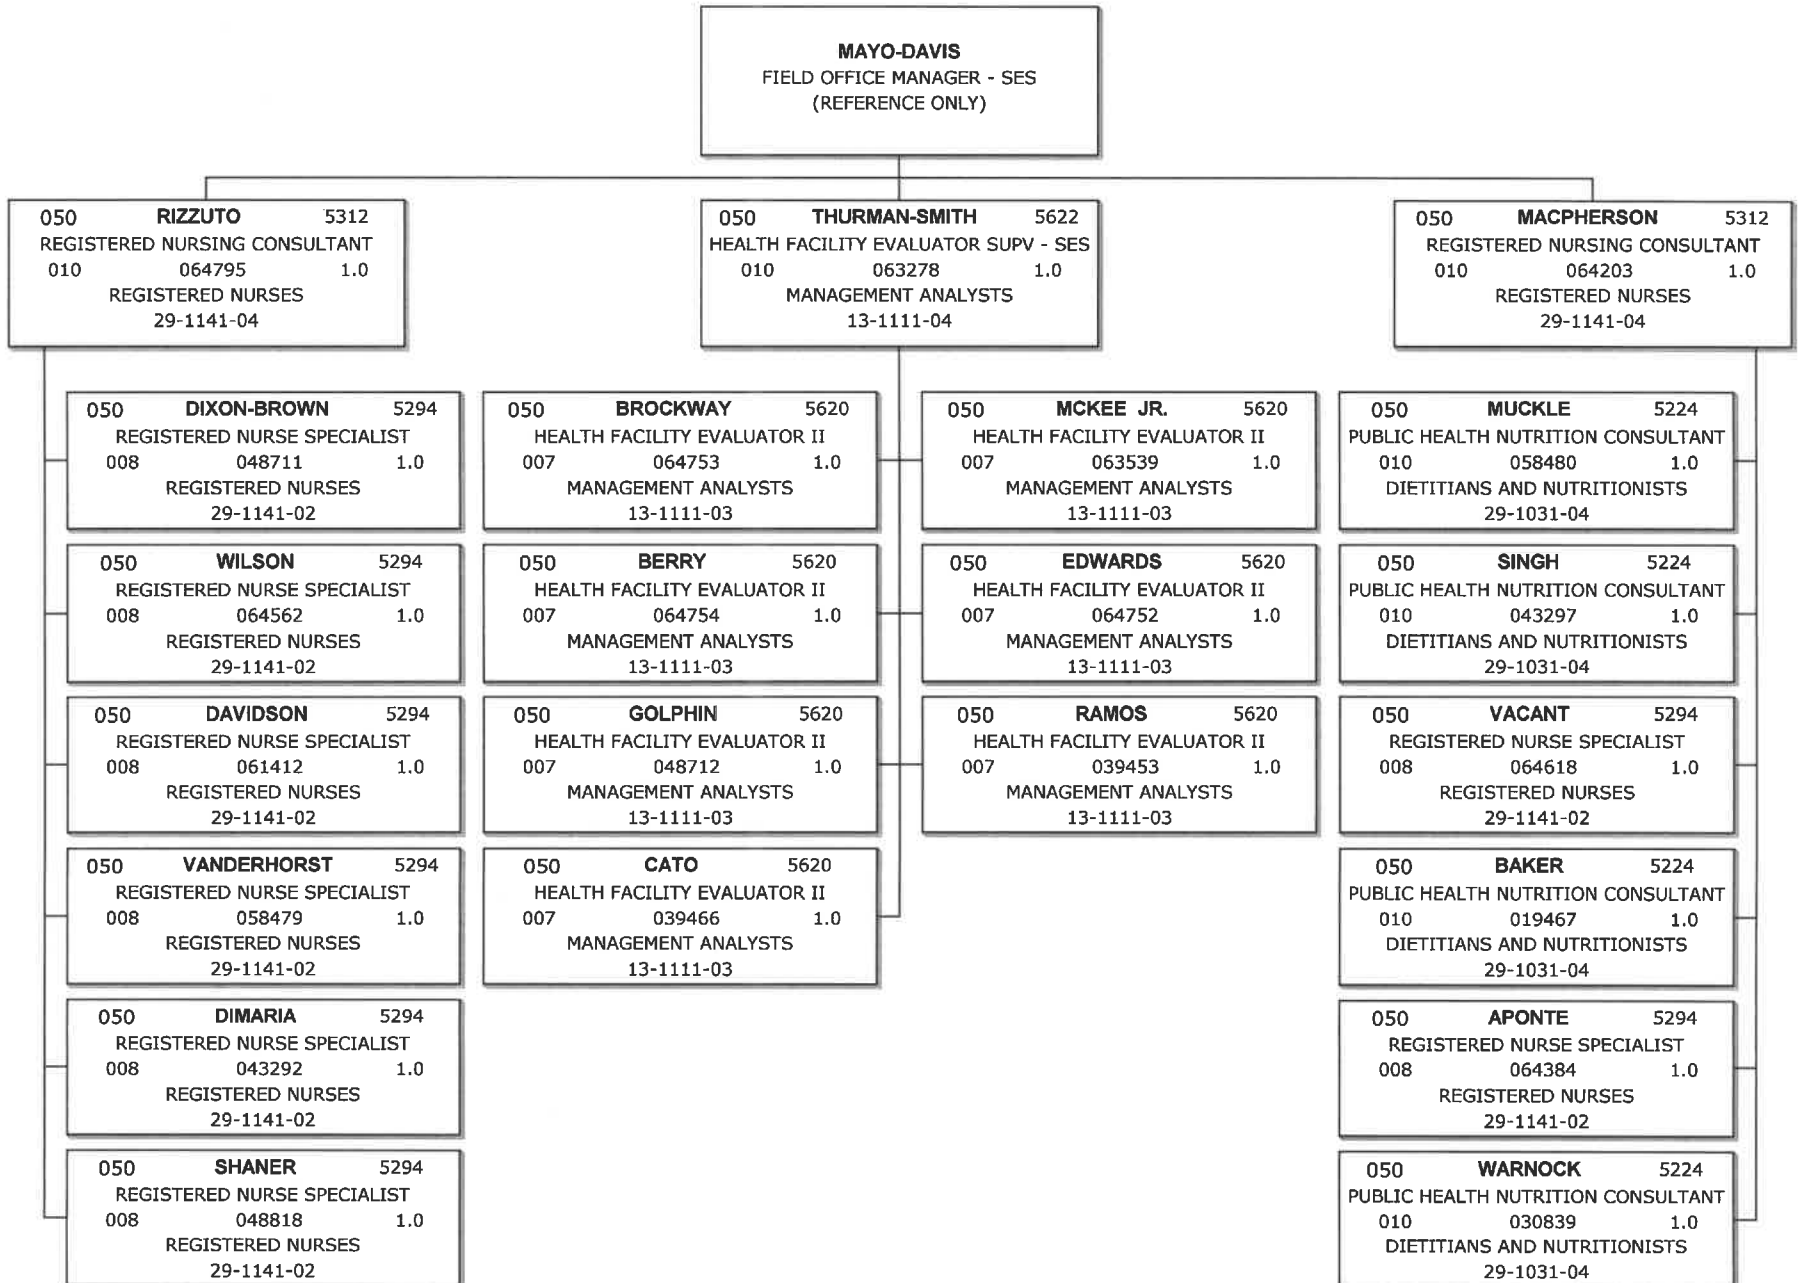 MAYO-DAVIS
FIELD OFFICE MANAGER - SES
(REFERENCE ONLY)
050 RIZZUTO 5312
REGISTERED NURSING CONSULTANT
010 064795 1.0
REGISTERED NURSES
29-1141-04
050 THURMAN-SMITH 5622
HEALTH FACILITY EVALUATOR SUPV - SES
010 063278 1.0
MANAGEMENT ANALYSTS
13-1111-04
050 MACPHERSON 5312
REGISTERED NURSING CONSULTANT
010 064203 1.0
REGISTERED NURSES
29-1141-04
050 DIXON-BROWN 5294
REGISTERED NURSE SPECIALIST
008 048711 1.0
REGISTERED NURSES
29-1141-02
050 WILSON 5294
REGISTERED NURSE SPECIALIST
008 064562 1.0
REGISTERED NURSES
29-1141-02
050 DAVIDSON 5294
REGISTERED NURSE SPECIALIST
008 061412 1.0
REGISTERED NURSES
29-1141-02
050 VANDERHORST 5294
REGISTERED NURSE SPECIALIST
008 058479 1.0
REGISTERED NURSES
29-1141-02
050 DIMARIA 5294
REGISTERED NURSE SPECIALIST
008 043292 1.0
REGISTERED NURSES
29-1141-02
050 SHANER 5294
REGISTERED NURSE SPECIALIST
008 048818 1.0
REGISTERED NURSES
29-1141-02
050 BROCKWAY 5620
HEALTH FACILITY EVALUATOR II
007 064753 1.0
MANAGEMENT ANALYSTS
13-1111-03
050 BERRY 5620
HEALTH FACILITY EVALUATOR II
007 064754 1.0
MANAGEMENT ANALYSTS
13-1111-03
050 GOLPHIN 5620
HEALTH FACILITY EVALUATOR II
007 048712 1.0
MANAGEMENT ANALYSTS
13-1111-03
050 CATO 5620
HEALTH FACILITY EVALUATOR II
007 039466 1.0
MANAGEMENT ANALYSTS
13-1111-03
050 MCKEE JR. 5620
HEALTH FACILITY EVALUATOR II
007 063539 1.0
MANAGEMENT ANALYSTS
13-1111-03
050 EDWARDS 5620
HEALTH FACILITY EVALUATOR II
007 064752 1.0
MANAGEMENT ANALYSTS
13-1111-03
050 RAMOS 5620
HEALTH FACILITY EVALUATOR II
007 039453 1.0
MANAGEMENT ANALYSTS
13-1111-03
050 MUCKLE 5224
PUBLIC HEALTH NUTRITION CONSULTANT
010 058480 1.0
DIETITIANS AND NUTRITIONISTS
29-1031-04
050 SINGH 5224
PUBLIC HEALTH NUTRITION CONSULTANT
010 043297 1.0
DIETITIANS AND NUTRITIONISTS
29-1031-04
050 VACANT 5294
REGISTERED NURSE SPECIALIST
008 064618 1.0
REGISTERED NURSES
29-1141-02
050 BAKER 5224
PUBLIC HEALTH NUTRITION CONSULTANT
010 019467 1.0
DIETITIANS AND NUTRITIONISTS
29-1031-04
050 APONTE 5294
REGISTERED NURSE SPECIALIST
008 064384 1.0
REGISTERED NURSES
29-1141-02
050 WARNOCK 5224
PUBLIC HEALTH NUTRITION CONSULTANT
010 030839 1.0
DIETITIANS AND NUTRITIONISTS
29-1031-04